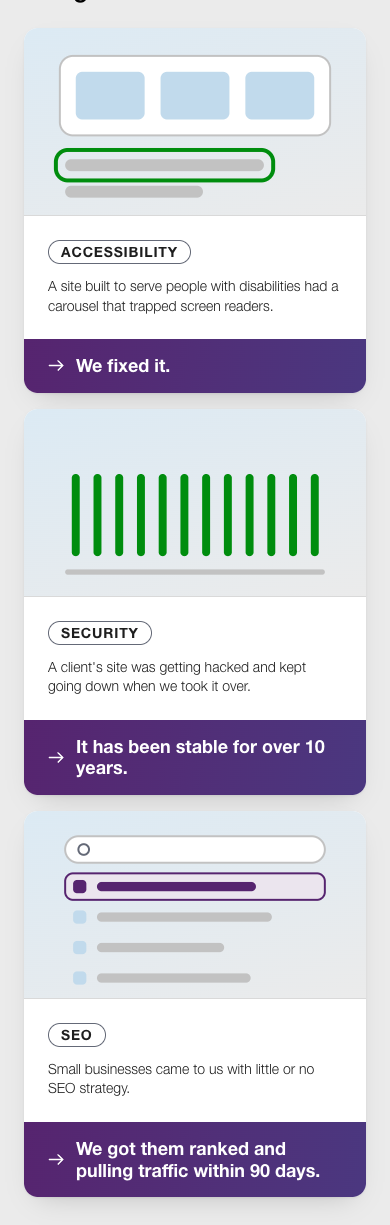 ACCESSIBILITY
A site built to serve people with disabilities had a
carousel that trapped screen readers.
→ We fixed it.
SECURITY
A client's site was getting hacked and kept
going down when we took it over.
→ It has been stable for over 10
years.
SEO
Small businesses came to us with little or no
SEO strategy.
→ We got them ranked and
pulling traffic within 90 days.